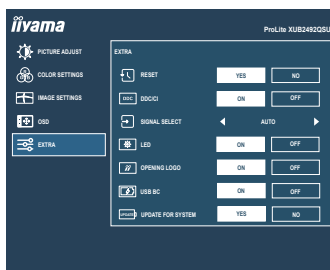 iiyama
ProLite XUB2492QSU
PICTURE ADJUST
COLOR SETTINGS
IMAGE SETTINGS
OSD
EXTRA
EXTRA
RESET YES NO
DDC DDC/CI ON OFF
SIGNAL SELECT AUTO
LED ON OFF
OPENING LOGO ON OFF
USB BC ON OFF
UPDATE UPDATE FOR SYSTEM YES NO